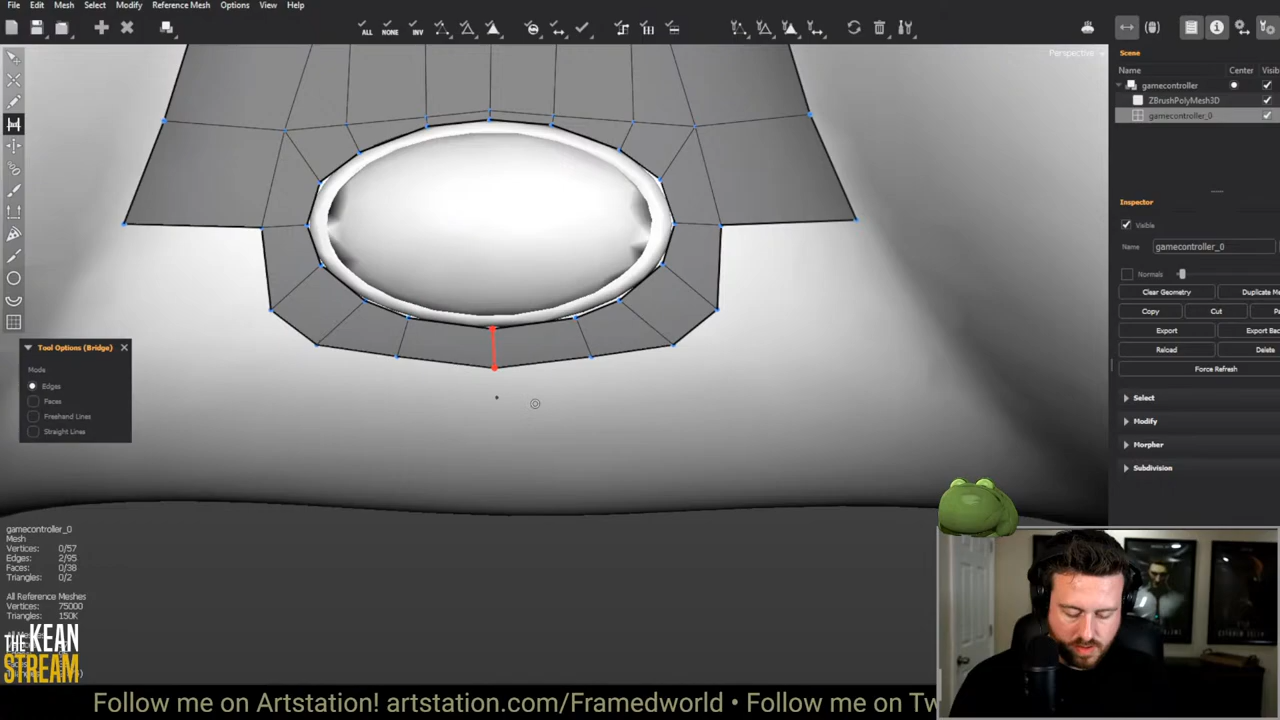 File Edit Mesh Select Modify Reference Mesh Options View Help
ALL NONE INV
Perspective
Scene
Name Center Visib
gamecontroller
ZBrushPolyMesh3D
gamecontroller_0
Inspector
Visible
Name gamecontroller_0
Normals
Clear Geometry Duplicate Me
Copy Cut Pa
Export Export Bac
Reload Delete
Force Refresh
Select
Modify
Morpher
Subdivision
Tool Options (Bridge)
Mode
Edges
Faces
Freehand Lines
Straight Lines
gamecontroller_0
Mesh
Vertices: 0/57
Edges: 2/95
Faces: 0/38
Triangles: 0/2
All Reference Meshes
Vertices: 75000
Triangles: 150K
THE KEAN
STREAM
Follow me on Artstation! artstation.com/Framedworld • Follow me on Tw